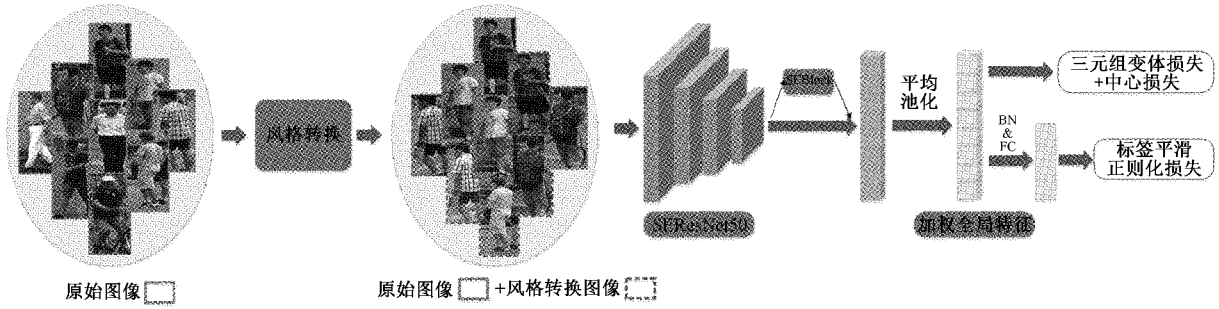 风格转换
SEBlock
平均
池化
三元组变体损失
+中心损失
BN
&
FC
标签平滑
正则化损失
SEResNet50
加权全局特征
原始图像
原始图像
+风格转换图像